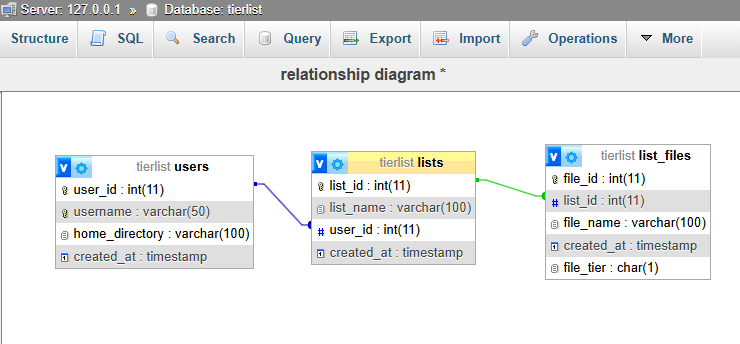 Server: 127.0.0.1 » Database: tierlist
Structure SQL Search Query Export Import Operations More
relationship diagram *
v tierlist users
user_id : int(11)
username : varchar(50)
home_directory : varchar(100)
created_at : timestamp
v tierlist lists
list_id : int(11)
list_name : varchar(100)
# user_id : int(11)
created_at : timestamp
v tierlist list_files
file_id : int(11)
# list_id : int(11)
file_name : varchar(100)
created_at : timestamp
file_tier : char(1)